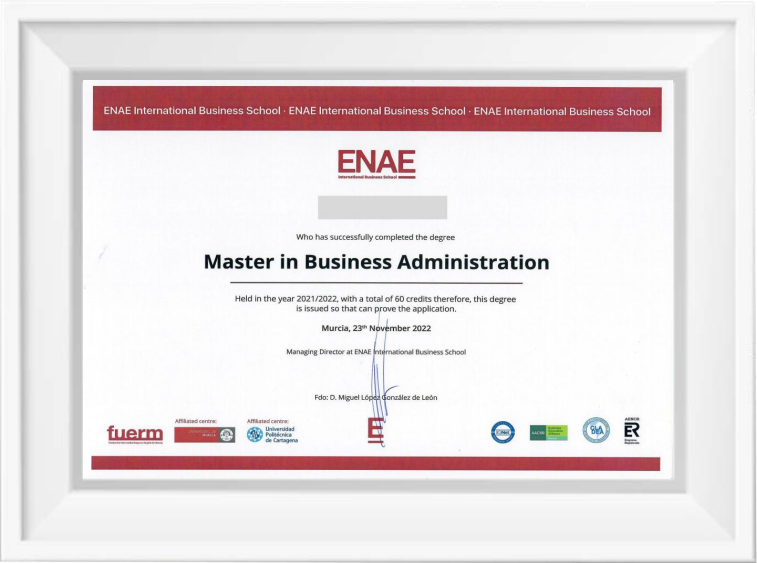 ENAE International Business School · ENAE International Business School · ENAE International Business School
ENAE
International Business School
Who has successfully completed the degree
Master in Business Administration
Held in the year 2021/2022, with a total of 60 credits therefore, this degree
is issued so that can prove the application.
Murcia, 23th November 2022
Managing Director at ENAE International Business School
Fdo: D. Miguel López González de León
Affiliated centre:
Affiliated centre:
fuerm
Universidad
Politécnica
de Cartagena
E
AACSB
CLADEA
AEEDE
ER